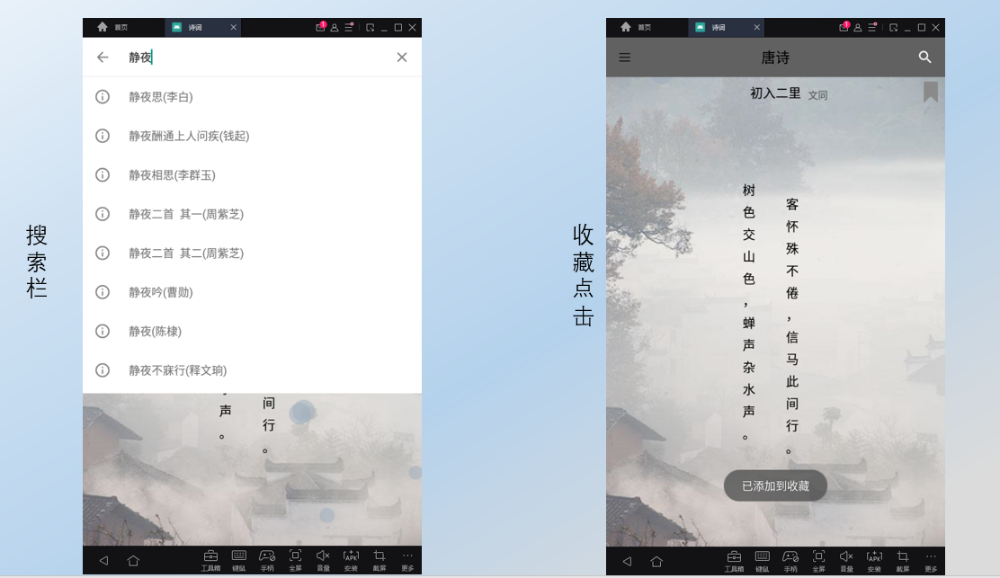 搜索栏
首页
诗词
1
静夜
静夜思(李白)
静夜酬通上人问疾(钱起)
静夜相思(李群玉)
静夜二首 其一(周紫芝)
静夜二首 其二(周紫芝)
静夜吟(曹勋)
静夜(陈棣)
静夜不寐行(释文珦)
间行。
声。
工具箱
键鼠
手柄
全屏
音量
APK
安装
截屏
更多
收藏点击
首页
诗词
1
唐诗
初入二里 文同
客怀殊不倦，信马此间行。
树色交山色，蝉声杂水声。
已添加到收藏
工具箱
键鼠
手柄
全屏
音量
APK
安装
截屏
更多